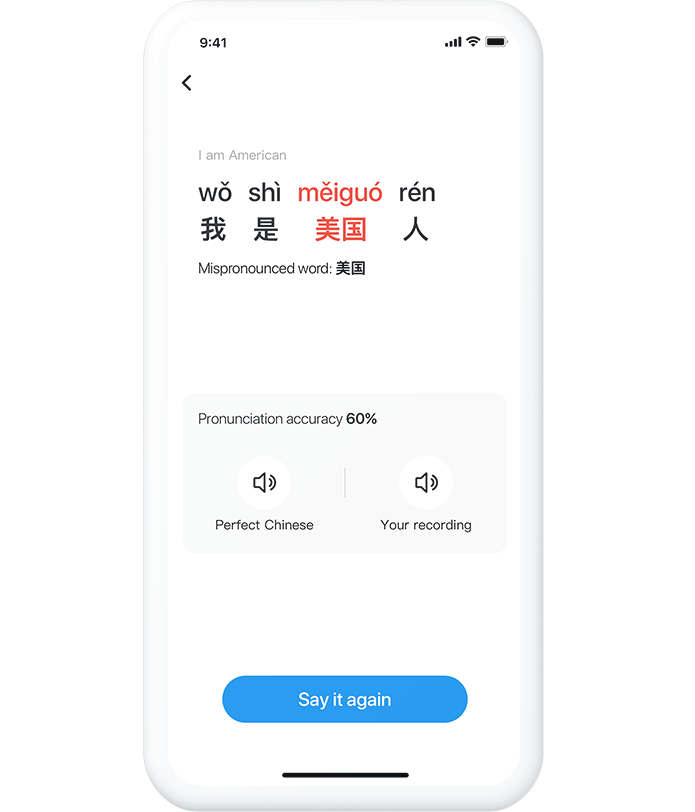 9:41
I am American
wǒ shì měiguó rén
我 是 美国 人
Mispronounced word: 美国
Pronunciation accuracy 60%
Perfect Chinese Your recording
Say it again